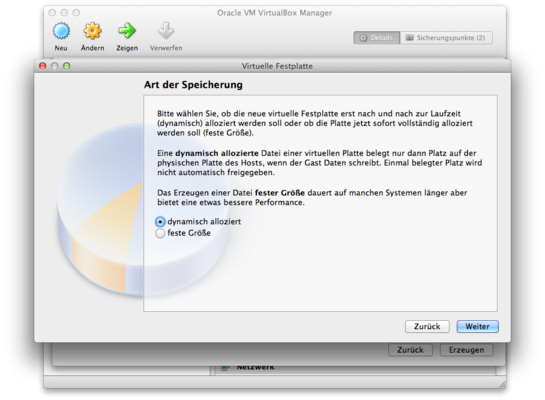 Oracle VM VirtualBox Manager
Neu
Ändern
Zeigen
Verwerfen
Details
Sicherungspunkte (2)
Virtuelle Festplatte
Art der Speicherung
Bitte wählen Sie, ob die neue virtuelle Festplatte erst nach und nach zur Laufzeit
(dynamisch) alloziert werden soll oder ob die Platte jetzt sofort vollständig alloziert
werden soll (feste Größe).
Eine dynamisch allozierte Datei einer virtuellen Platte belegt nur dann Platz auf der
physischen Platte des Hosts, wenn der Gast Daten schreibt. Einmal belegter Platz wird
nicht automatisch freigegeben.
Das Erzeugen einer Datei fester Größe dauert auf manchen Systemen länger aber
bietet eine etwas bessere Performance.
dynamisch alloziert
feste Größe
Zurück
Weiter
Zurück
Erzeugen
Netzwerk